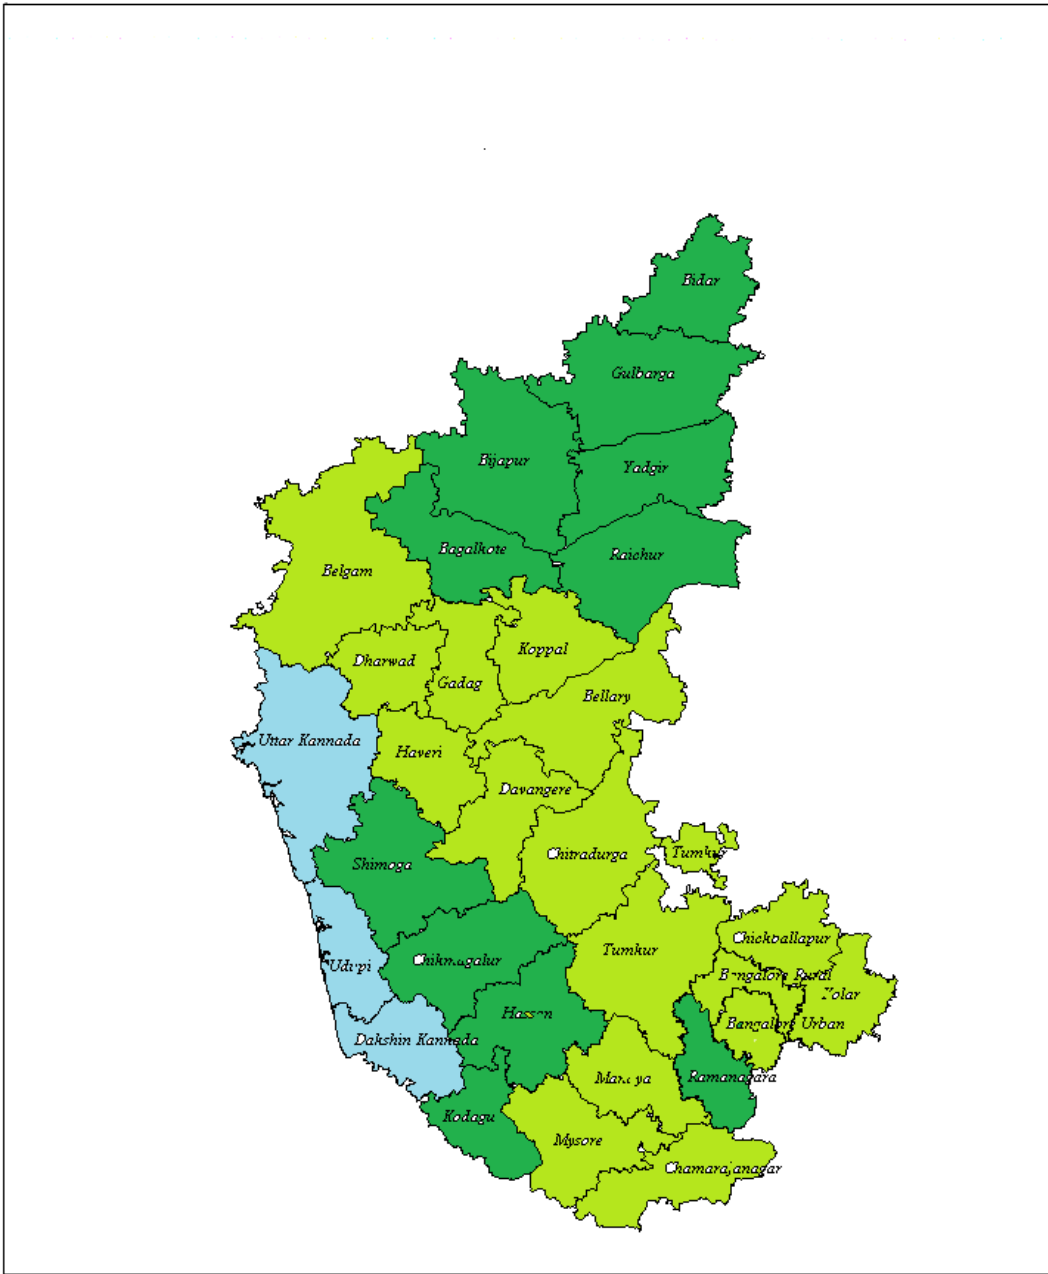 Bidar
Gulbarga
Bijapur
Yadgir
Bagalkote
Raichur
Belgam
Koppal
Dharwad
Gadag
Bellary
Uttar Kannada
Haveri
Davangere
Chitradurga
Tumkur
Shimoga
Chickballapur
Tumkur
Chikmagalur
Udupi
Bangalore Rural
Kolar
Hassan
Bangalore Urban
Dakshin Kannada
Mandya
Ramanagara
Kodagu
Mysore
Chamarajanagar